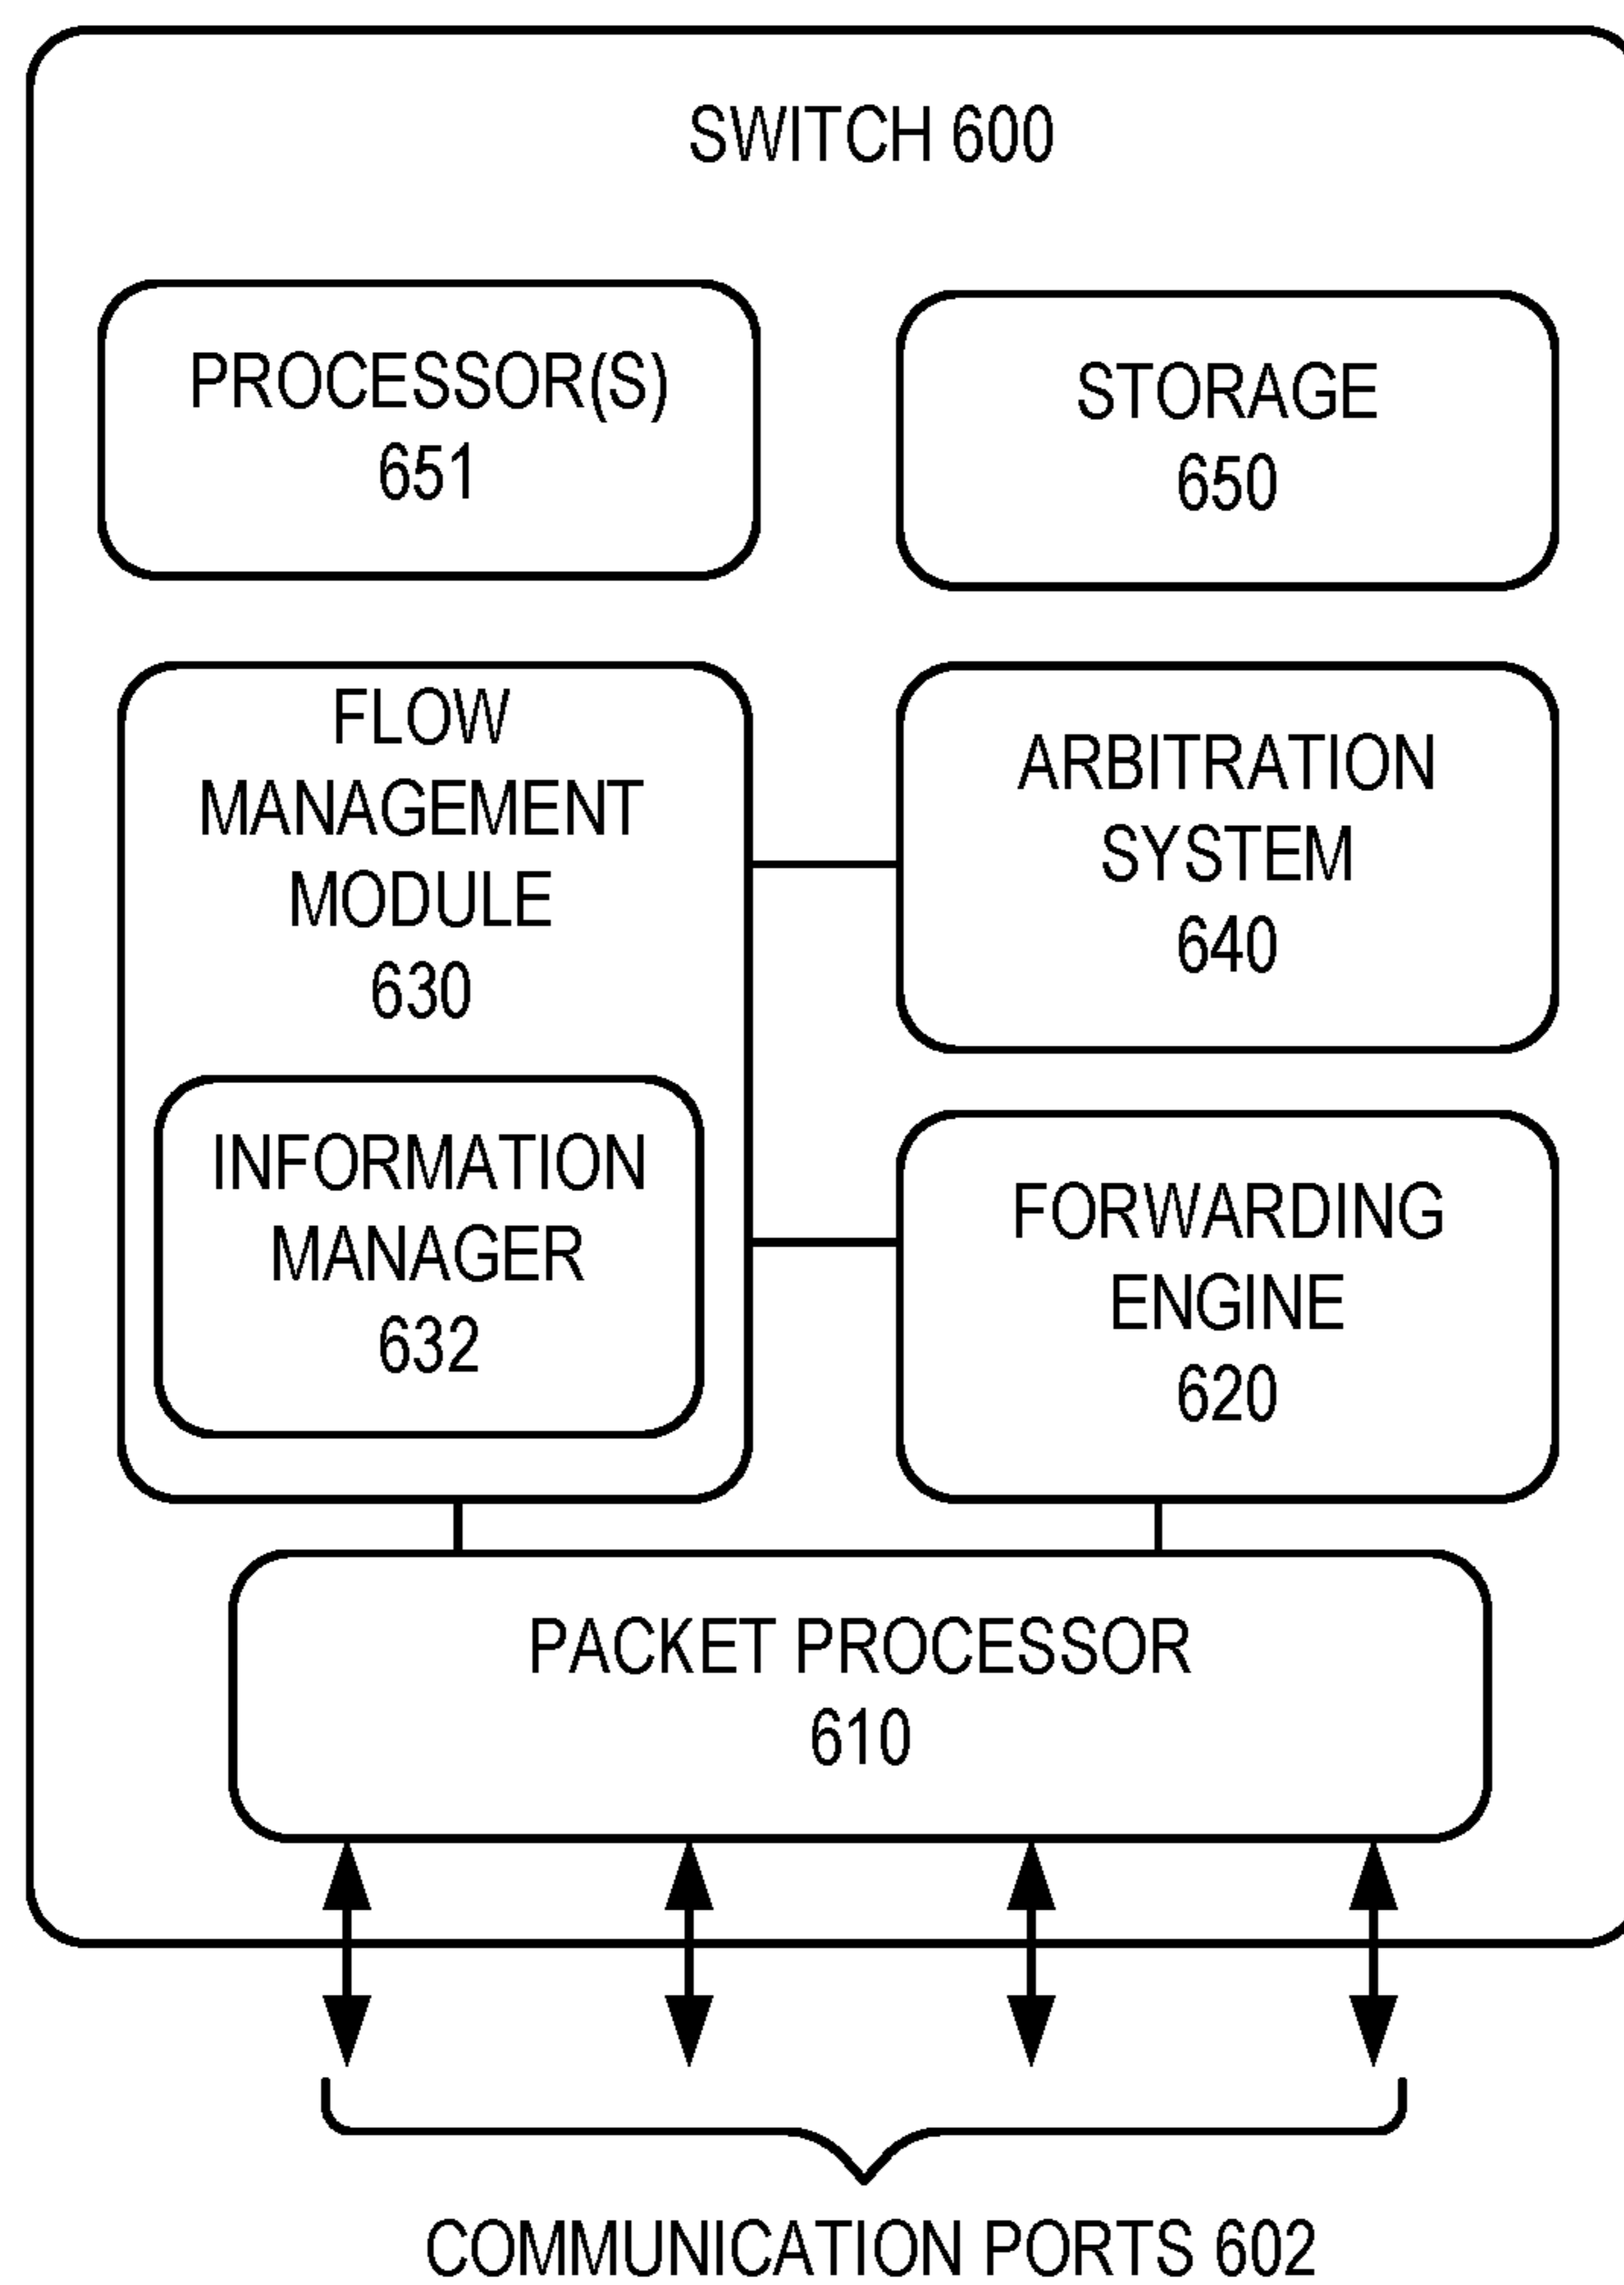 SWITCH 600
PROCESSOR(S)
651
STORAGE
650
FLOW
MANAGEMENT
MODULE
630
INFORMATION
MANAGER
632
ARBITRATION
SYSTEM
640
FORWARDING
ENGINE
620
PACKET PROCESSOR
610
COMMUNICATION PORTS 602